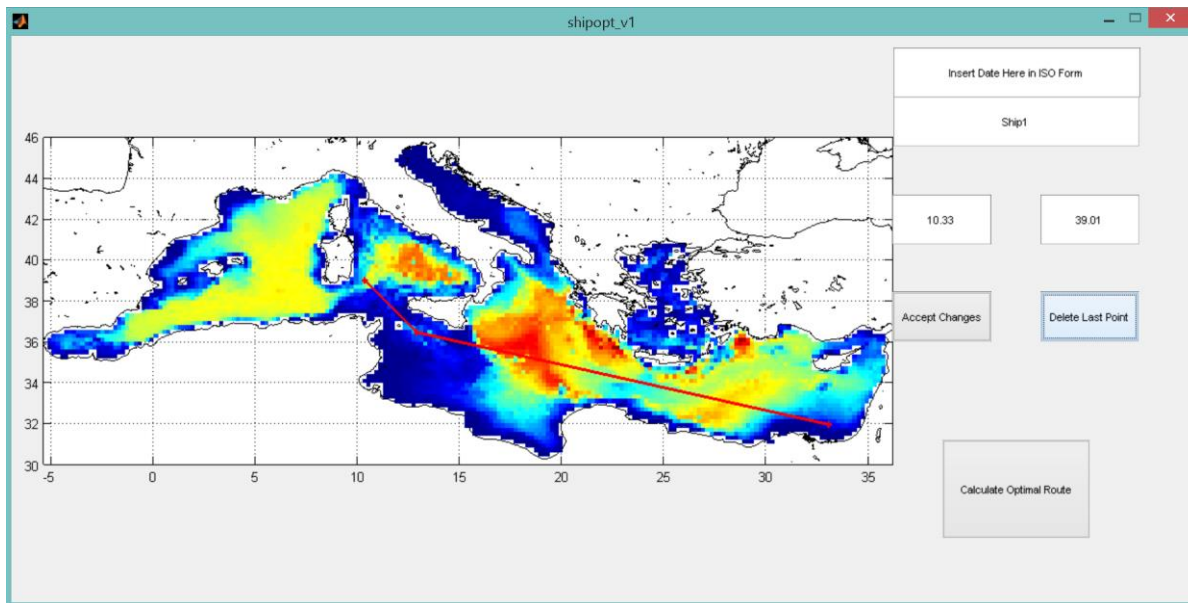 shipopt_v1
Insert Date Here in ISO Form
Ship1
46
44
42
40
38
36
34
32
30
-5 0 5 10 15 20 25 30 35
10.33 39.01
Accept Changes Delete Last Point
Calculate Optimal Route